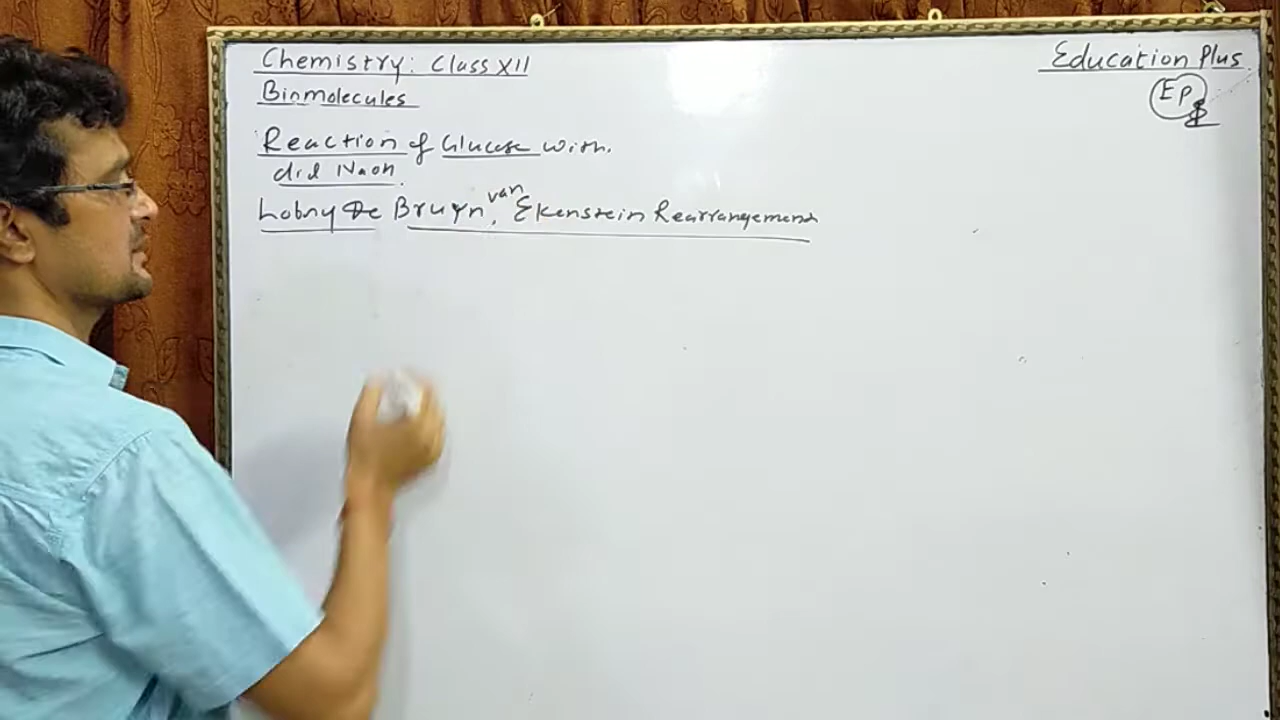 Chemistry: Class XII
Education Plus
EP
Biomolecules
Reaction of Glucose with.
dil NaOH.
Lobry De Bruyn, van Ekenstein Rearrangement